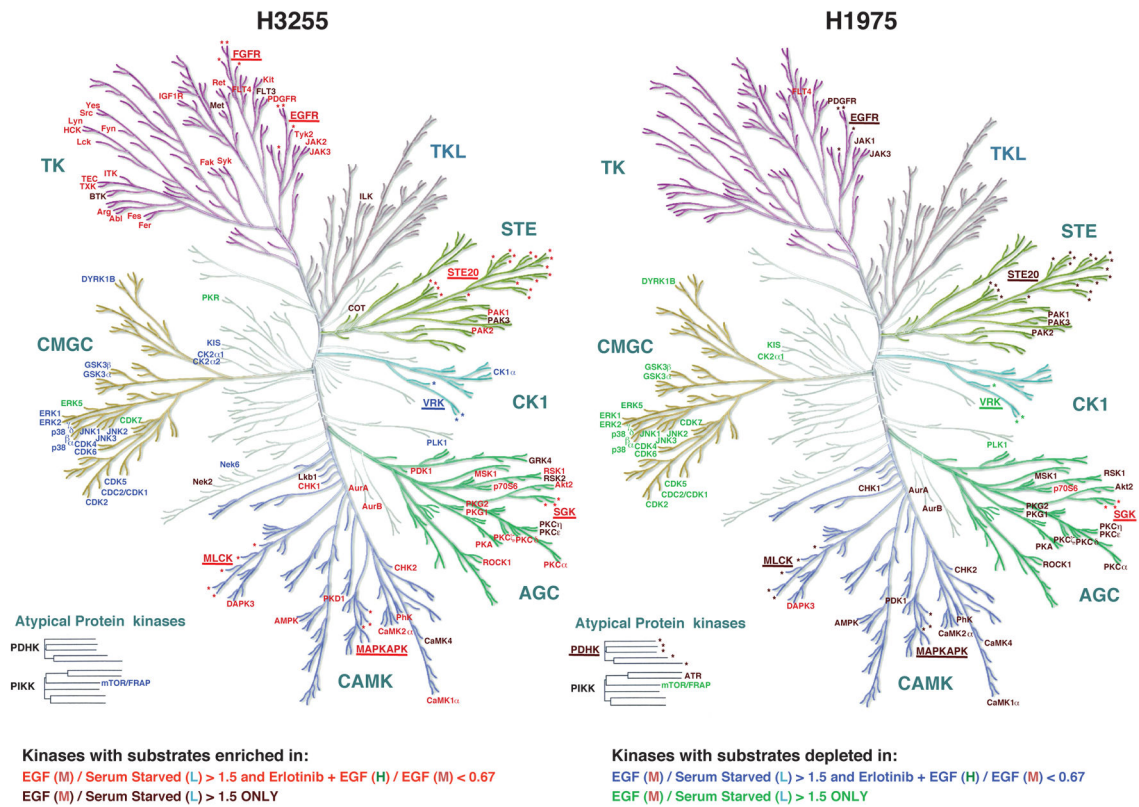 H3255
FGFR
Ret
FLT4
Kit
FLT3
IGF1R
Met
PDGFR
EGFR
Yes
Src
Lyn
HCK
Fyn
Lck
Tyk2
JAK2
JAK3
TK
Fak
Syk
TEC
ITK
TXK
BTK
Arg
Abl
Fes
Fer
TKL
ILK
STE
STE20
DYRK1B
PKR
COT
PAK1
PAK3
PAK2
CMGC
KIS
CK2α1
CK2α2
GSK3β
GSK3α
CK1α
VRK
CK1
ERK5
ERK1
ERK2
CDK7
p38 γ
δ
JNK1
JNK2
JNK3
β
p38 α
CDK4
CDK6
PLK1
Nek6
Nek2
CDK5
CDC2/CDK1
CDK2
Lkb1
CHK1
PDK1
GRK4
MSK1
RSK1
RSK2
p70S6
Akt2
AurA
AurB
PKG2
PKG1
SGK
PKCη
PKCε
PKCζ
PKCδ
PKA
PKCα
ROCK1
AGC
MLCK
CHK2
DAPK3
PKD1
AMPK
PhK
CaMK2α
CaMK4
MAPKAPK
CAMK
CaMK1α
Atypical Protein kinases
PDHK
PIKK
mTOR/FRAP
Kinases with substrates enriched in:
EGF (M) / Serum Starved (L) > 1.5 and Erlotinib + EGF (H) / EGF (M) < 0.67
EGF (M) / Serum Starved (L) > 1.5 ONLY
H1975
FLT4
PDGFR
EGFR
JAK1
JAK3
TK
TKL
STE
STE20
DYRK1B
PAK1
PAK3
PAK2
CMGC
KIS
CK2α1
GSK3β
GSK3α
VRK
CK1
ERK5
ERK1
ERK2
CDK7
p38 γ
δ
JNK1
JNK2
JNK3
β
p38 α
CDK4
CDK6
PLK1
CDK5
CDC2/CDK1
CDK2
CHK1
MSK1
RSK1
p70S6
Akt2
AurA
AurB
PKG2
PKG1
SGK
PKCη
PKCε
PKCζ
PKCδ
PKA
PKCα
ROCK1
AGC
MLCK
CHK2
DAPK3
PDK1
AMPK
PhK
CaMK2α
CaMK4
MAPKAPK
CAMK
CaMK1α
Atypical Protein kinases
PDHK
ATR
PIKK
mTOR/FRAP
Kinases with substrates depleted in:
EGF (M) / Serum Starved (L) > 1.5 and Erlotinib + EGF (H) / EGF (M) < 0.67
EGF (M) / Serum Starved (L) > 1.5 ONLY